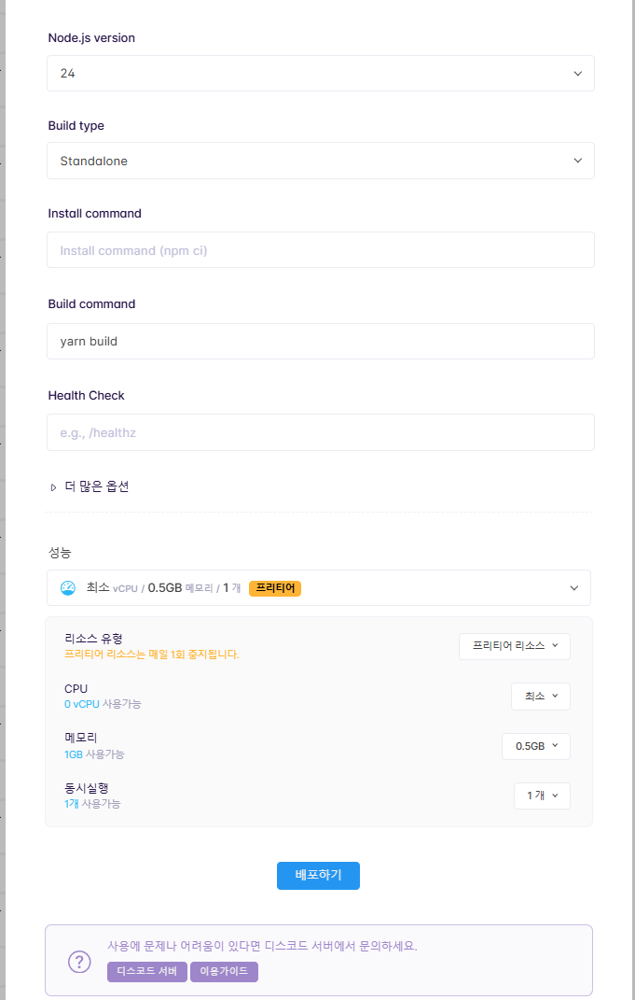 Node.js version
24
Build type
Standalone
Install command
Install command (npm ci)
Build command
yarn build
Health Check
e.g., /healthz
더 많은 옵션
성능
최소 vCPU / 0.5GB 메모리 / 1 개 프리티어
리소스 유형
프리티어 리소스는 매일 1회 중지됩니다.
프리티어 리소스
CPU
0 vCPU 사용가능
최소
메모리
1GB 사용가능
0.5GB
동시실행
1개 사용가능
1 개
배포하기
사용에 문제나 어려움이 있다면 디스코드 서버에서 문의하세요.
디스코드 서버 이용가이드